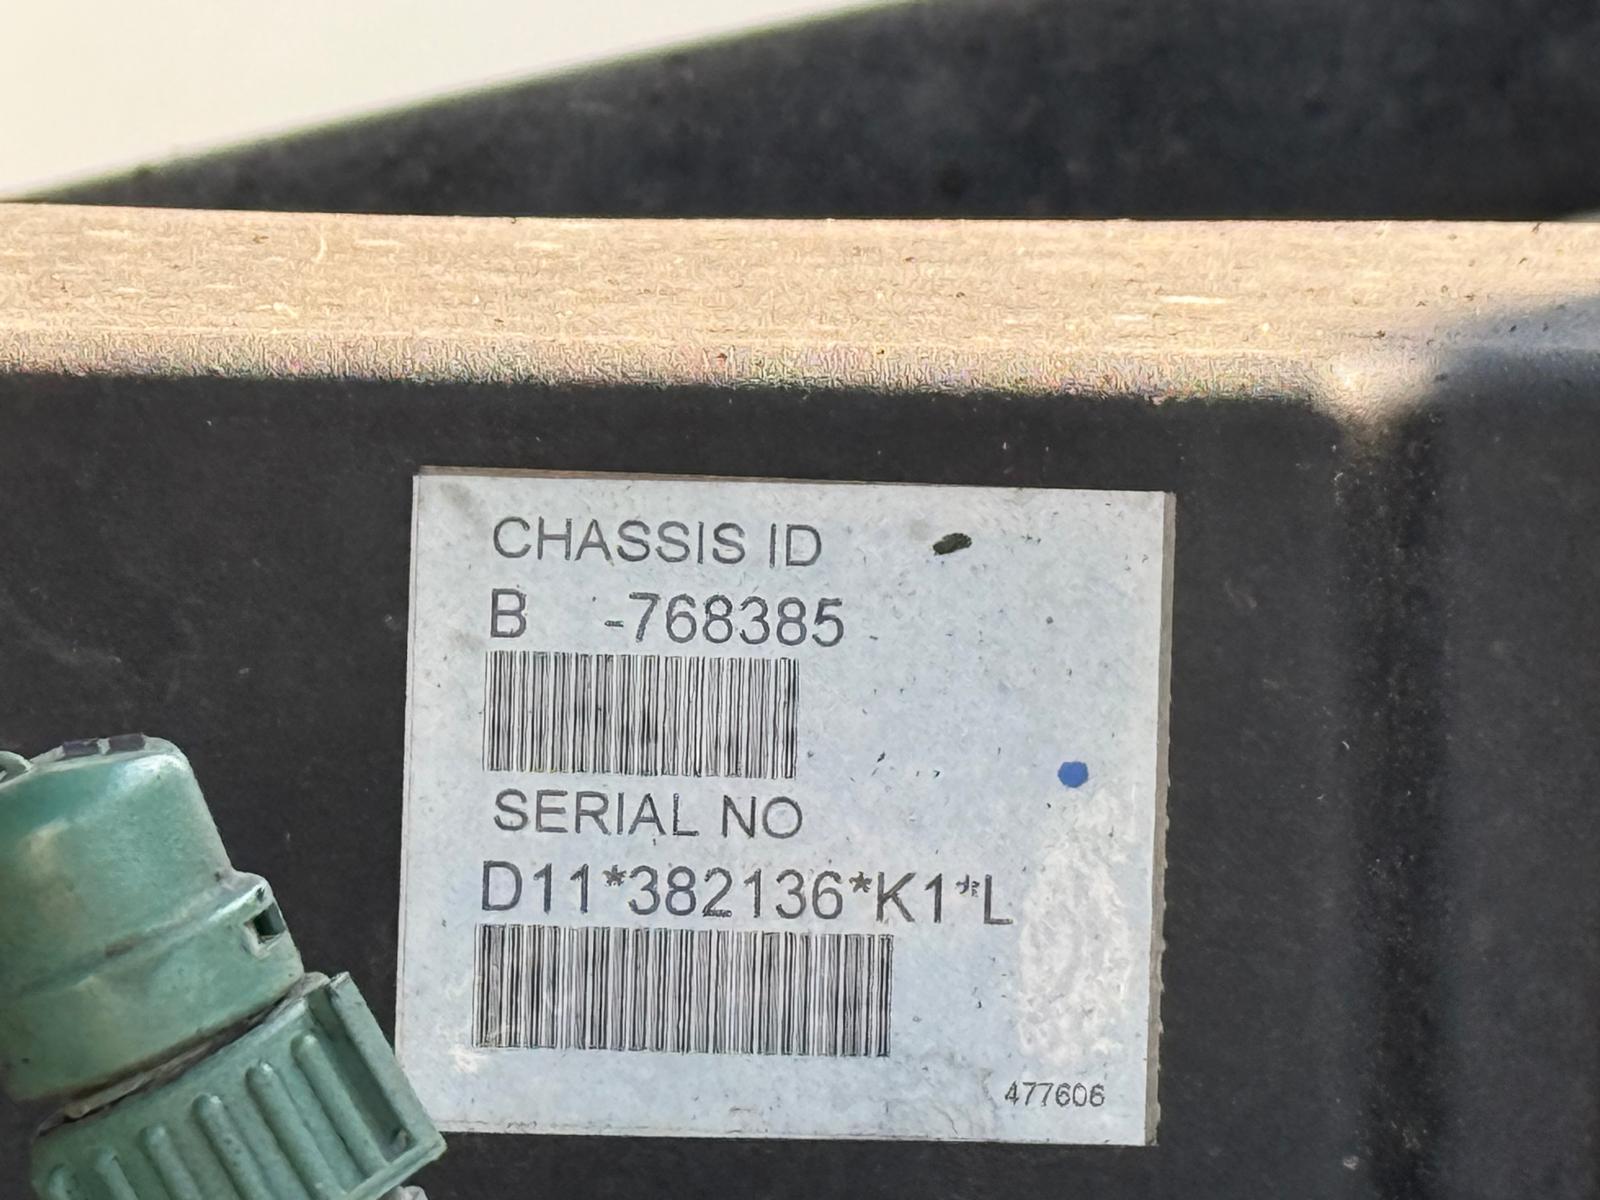 CHASSIS ID
B -768385
SERIAL NO
D11*382136*K1*L
477606